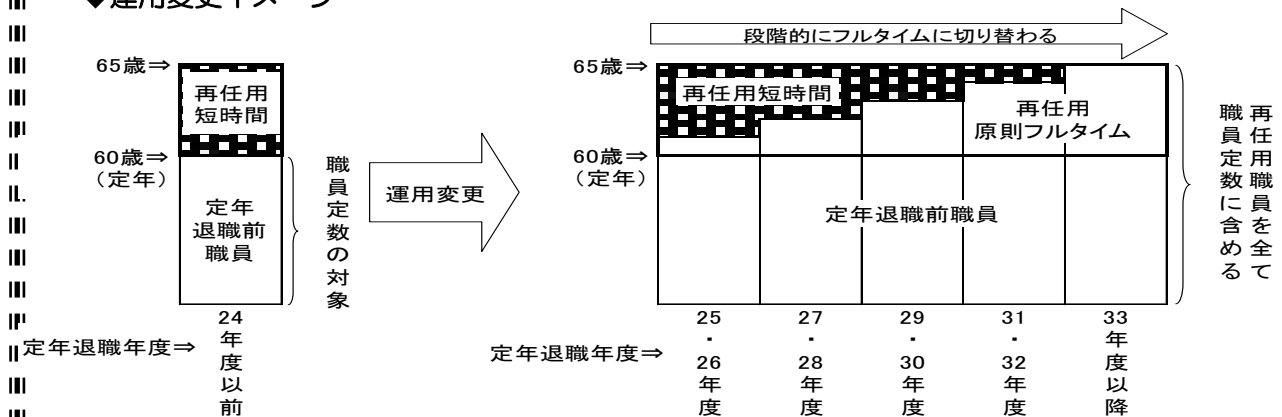 ◆運用変更イメージ
65歳⇒
再任用
短時間
60歳⇒
(定年)
定年
退職前
職員
職員定数の対象
定年退職年度⇒
24年度以前
運用変更
段階的にフルタイムに切り替わる
65歳⇒
再任用短時間
再任用
原則フルタイム
60歳⇒
(定年)
定年退職前職員
再任用職員を全て
職員定数に含める
定年退職年度⇒
25・26年度
27・28年度
29・30年度
31・32年度
33年度以降